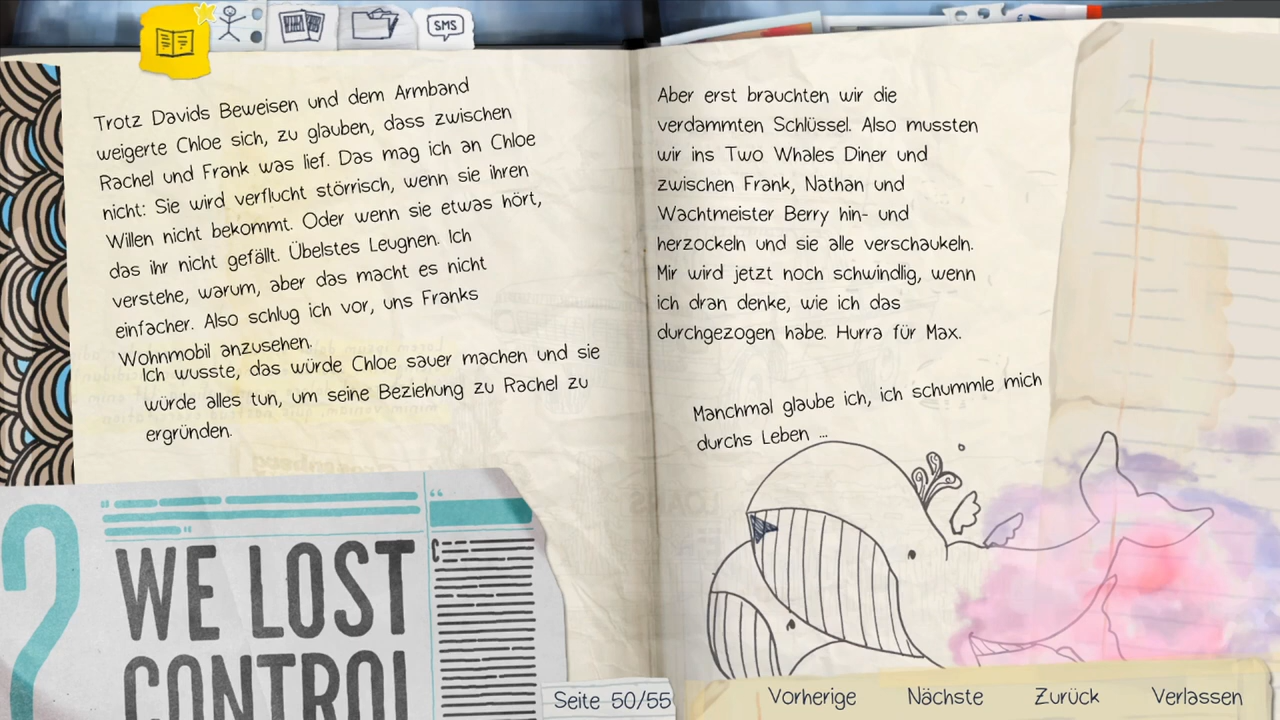 SMS
Trotz Davids Beweisen und dem Armband
weigerte Chloe sich, zu glauben, dass zwischen
Rachel und Frank was lief. Das mag ich an Chloe
nicht: Sie wird verflucht störrisch, wenn sie ihren
Willen nicht bekommt. Oder wenn sie etwas hört,
das ihr nicht gefällt. Übelstes Leugnen. Ich
verstehe, warum, aber das macht es nicht
einfacher. Also schlug ich vor, uns Franks
Wohnmobil anzusehen.
Ich wusste, das würde Chloe sauer machen und sie
würde alles tun, um seine Beziehung zu Rachel zu
ergründen.
?
WE LOST
CONTROL
Aber erst brauchten wir die
verdammten Schlüssel. Also mussten
wir ins Two Whales Diner und
zwischen Frank, Nathan und
Wachtmeister Berry hin- und
herzockeln und sie alle verschaukeln.
Mir wird jetzt noch schwindlig, wenn
ich dran denke, wie ich das
durchgezogen habe. Hurra für Max.
Manchmal glaube ich, ich schummle mich
durchs Leben ...
Seite 50/55
Vorherige Nächste Zurück Verlassen